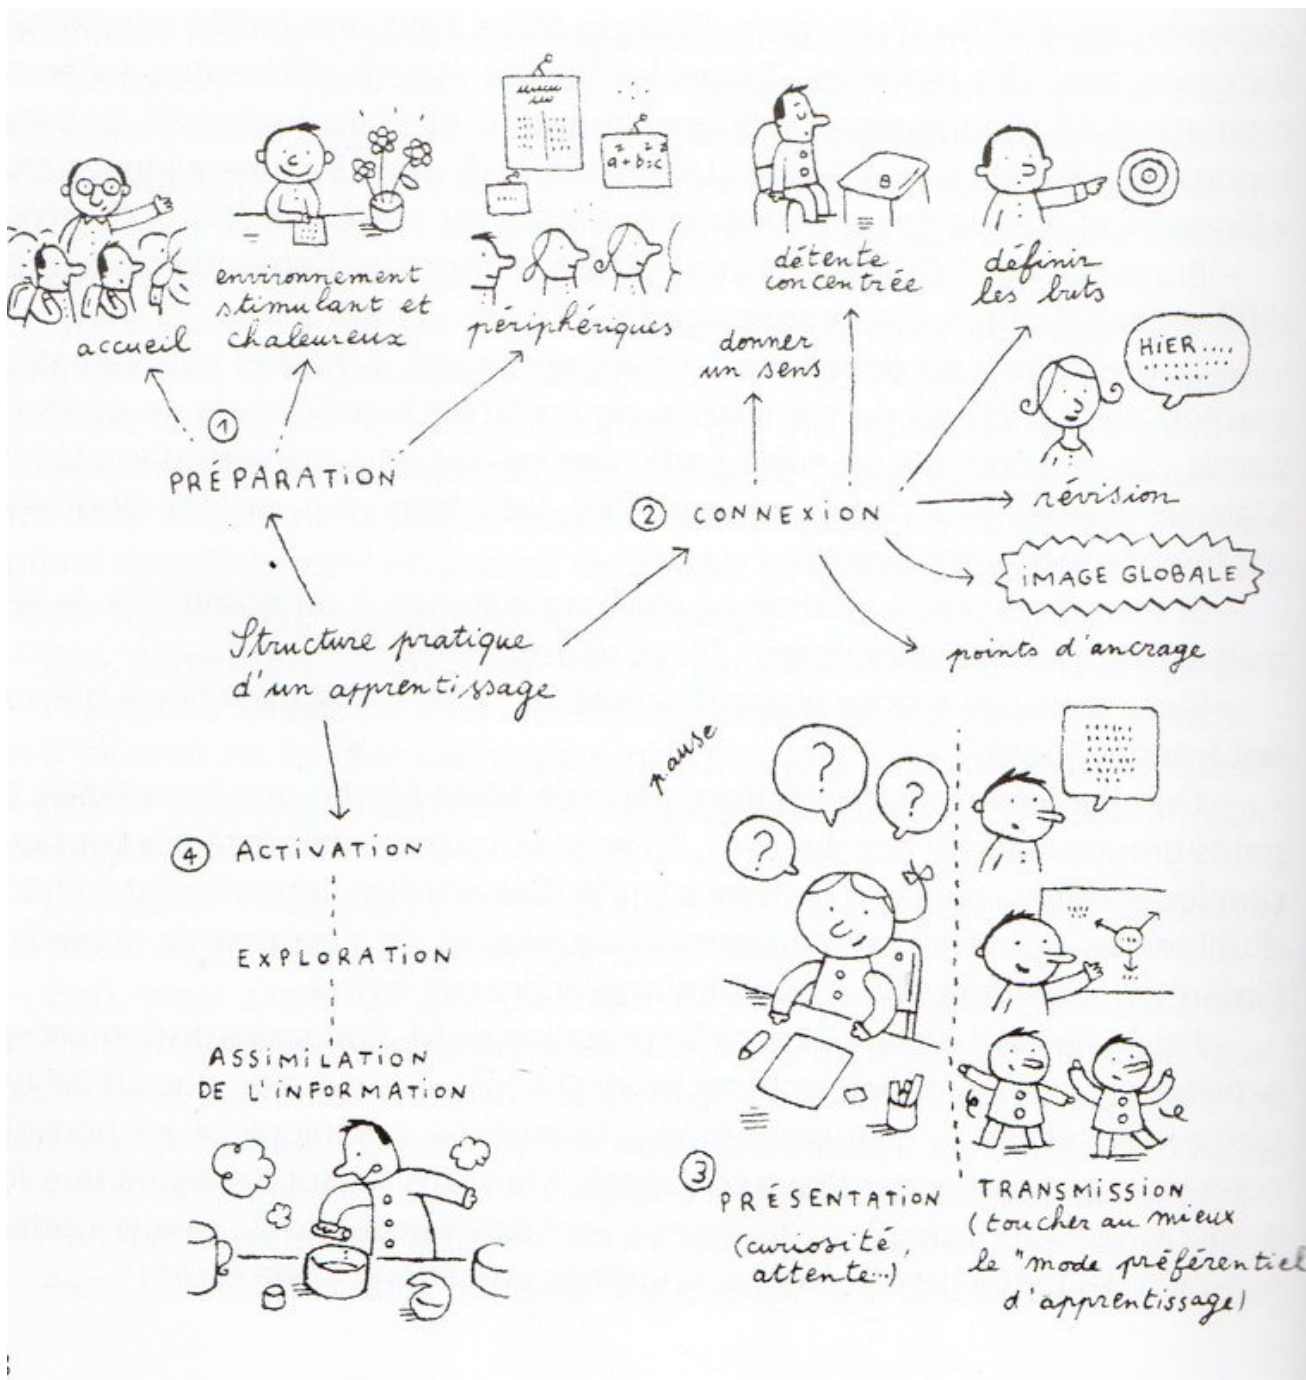 a+b=c
B
accueil
environnement
stimulant et
chaleureux
périphériques
①
PRÉPARATION
détente
concentrée
définir
les buts
donner
un sens
HIER....
② CONNEXION
révision
IMAGE GLOBALE
points d'ancrage
Structure pratique
d'un apprentissage
pause
?
?
?
③
PRÉSENTATION
(curiosité,
attente...)
TRANSMISSION
(toucher au mieux
le "mode préférentiel
d'apprentissage)
④ ACTIVATION
EXPLORATION
ASSIMILATION
DE L'INFORMATION